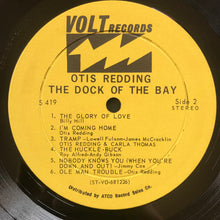 VOLT RECORDS
OTIS REDDING
THE DOCK OF THE BAY
S 419
Side 2
STEREO
1. THE GLORY OF LOVE
Billy Hill
2. I'M COMING HOME
Otis Redding
3. TRAMP—Lowell Fulsom-James McCracklin
OTIS REDDING & CARLA THOMAS
4. THE HUCKLE-BUCK
Roy Alfred-Andy Gibson
5. NOBODY KNOWS YOU (WHEN YOU'RE
DOWN AND OUT)—Jimmy Cox
6. OLE MAN TROUBLE—Otis Redding
(ST-VO-681226)
Distributed by ATCO Record Sales Co.